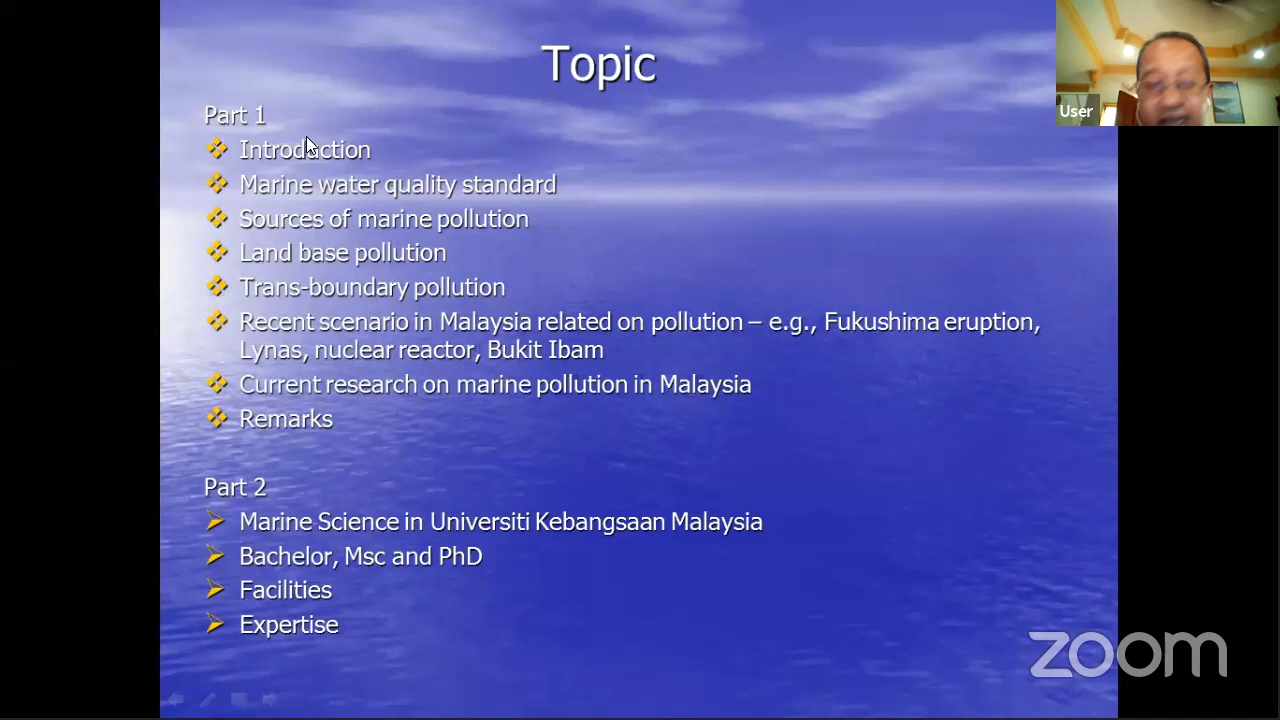 Topic
User
Part 1
Introduction
Marine water quality standard
Sources of marine pollution
Land base pollution
Trans-boundary pollution
Recent scenario in Malaysia related on pollution – e.g., Fukushima eruption,
Lynas, nuclear reactor, Bukit Ibam
Current research on marine pollution in Malaysia
Remarks
Part 2
Marine Science in Universiti Kebangsaan Malaysia
Bachelor, Msc and PhD
Facilities
Expertise
zoom